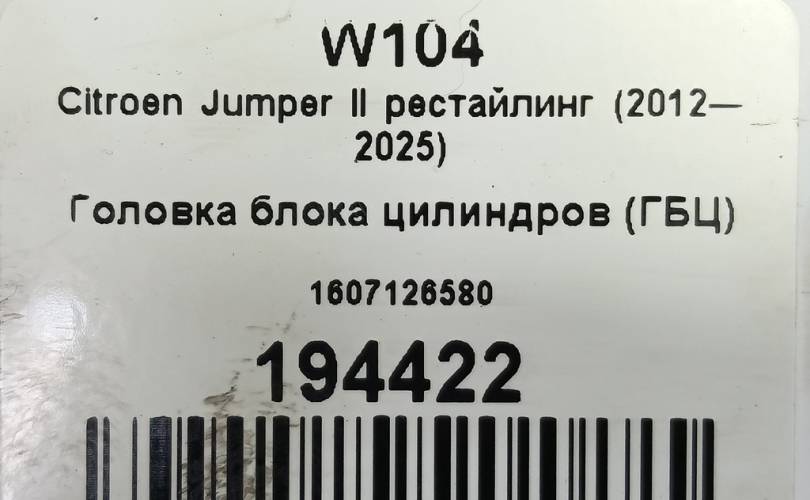 W104
Citroen Jumper II рестайлинг (2012—
2025)
Головка блока цилиндров (ГБЦ)
1607126580
194422